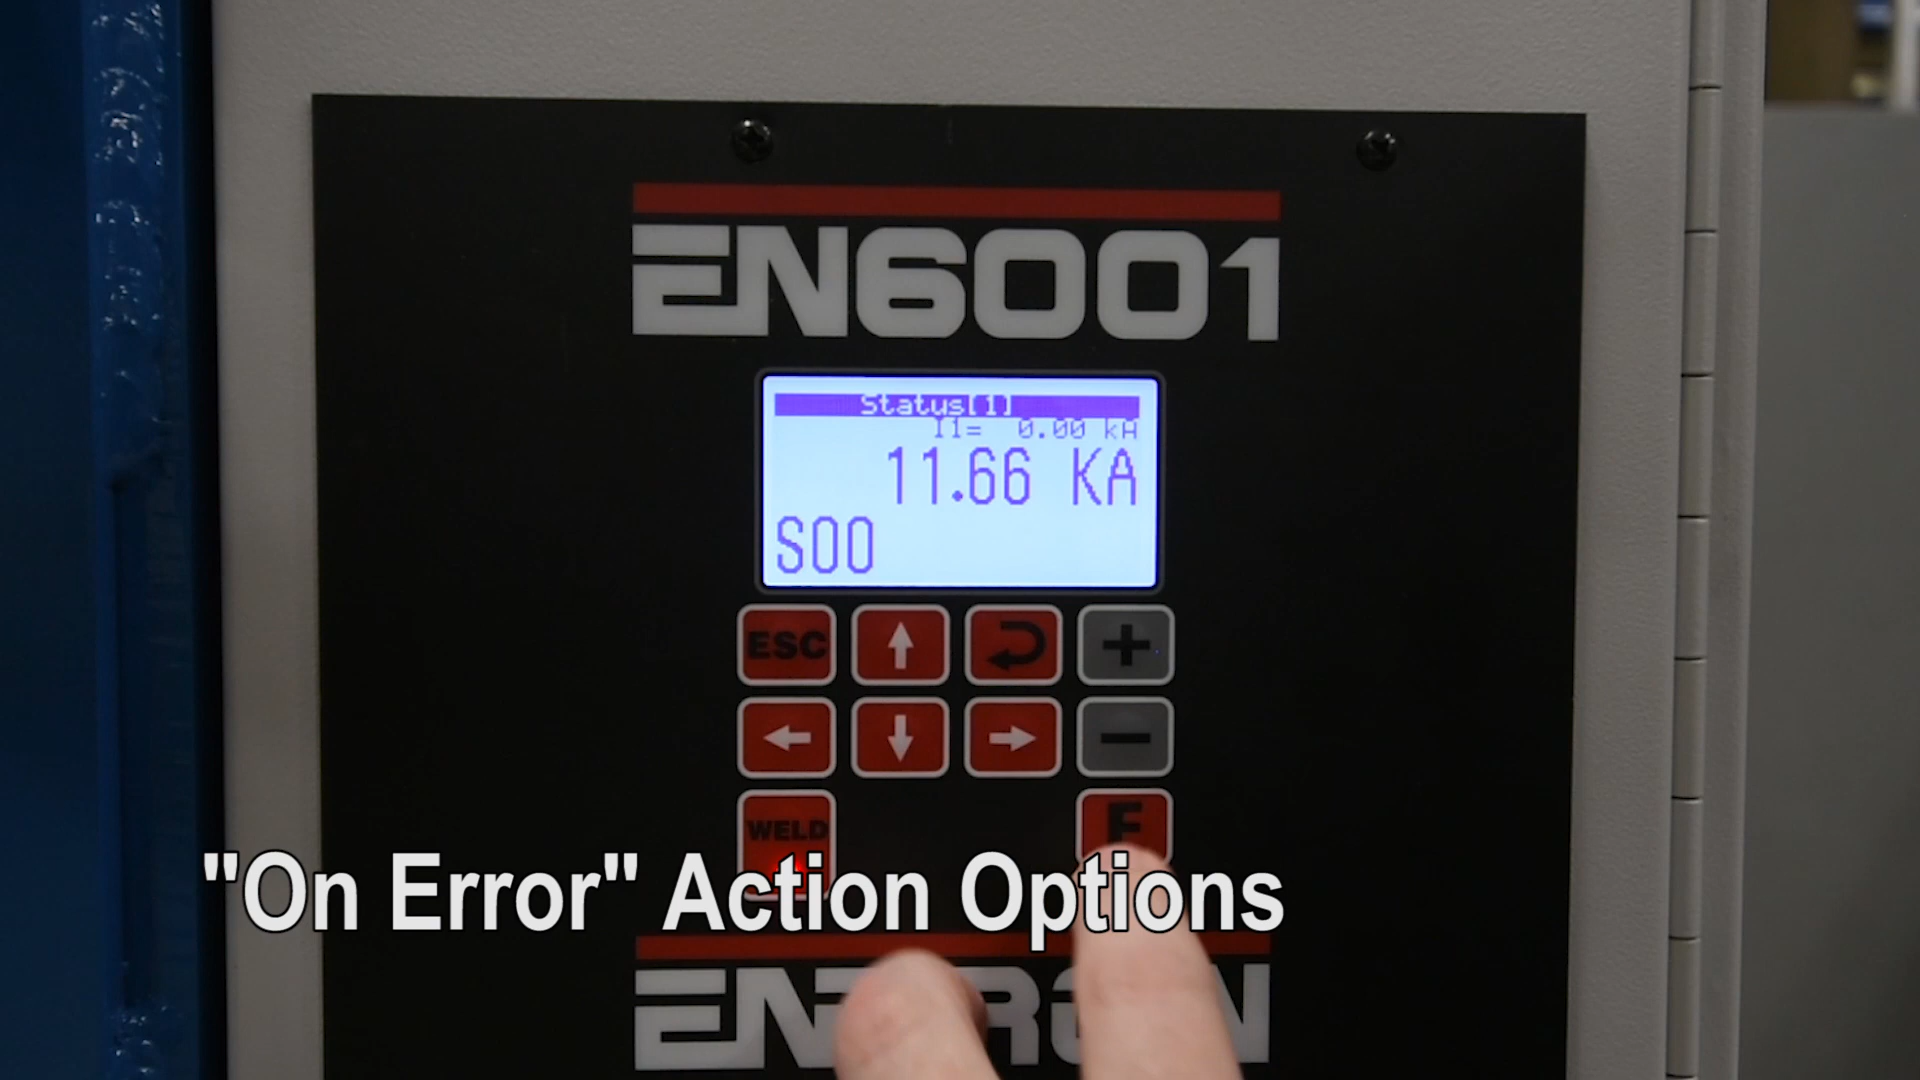 EN6001
Status[1]
I1= 0.00 kA
11.66 KA
S00
ESC
WELD
F
"On Error" Action Options